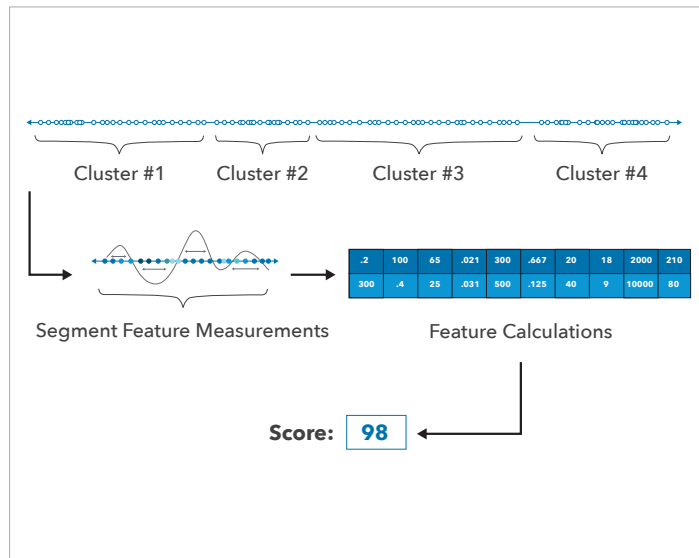 Cluster #1 Cluster #2 Cluster #3 Cluster #4
.2 100 65 .021 300 .667 20 18 2000 210
300 .4 25 .031 500 .125 40 9 10000 80
Segment Feature Measurements Feature Calculations
Score: 98